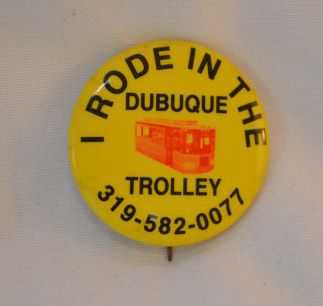 I RODE IN THE
DUBUQUE
TROLLEY
319-582-0077